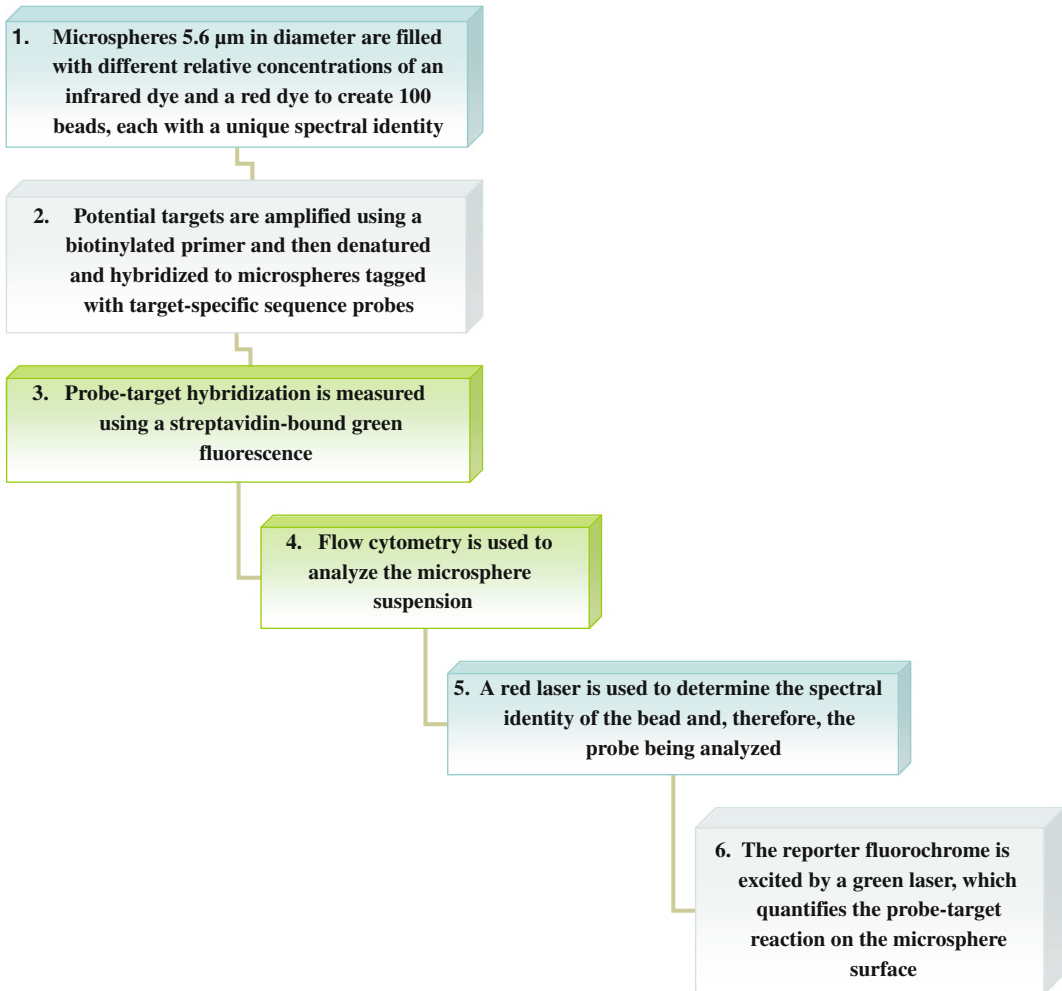 1. Microspheres 5.6 µm in diameter are filled
with different relative concentrations of an
infrared dye and a red dye to create 100
beads, each with a unique spectral identity
2. Potential targets are amplified using a
biotinylated primer and then denatured
and hybridized to microspheres tagged
with target-specific sequence probes
3. Probe-target hybridization is measured
using a streptavidin-bound green
fluorescence
4. Flow cytometry is used to
analyze the microsphere
suspension
5. A red laser is used to determine the spectral
identity of the bead and, therefore, the
probe being analyzed
6. The reporter fluorochrome is
excited by a green laser, which
quantifies the probe-target
reaction on the microsphere
surface